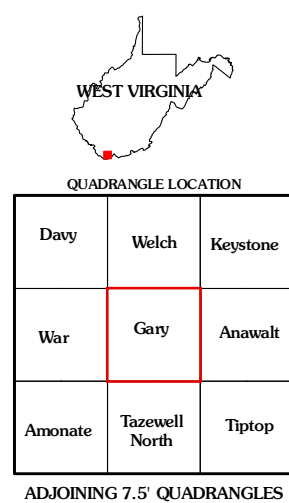 WEST VIRGINIA
QUADRANGLE LOCATION
Davy
Welch
Keystone
War
Gary
Anawalt
Amonate
Tazewell
North
Tiptop
ADJOINING 7.5' QUADRANGLES